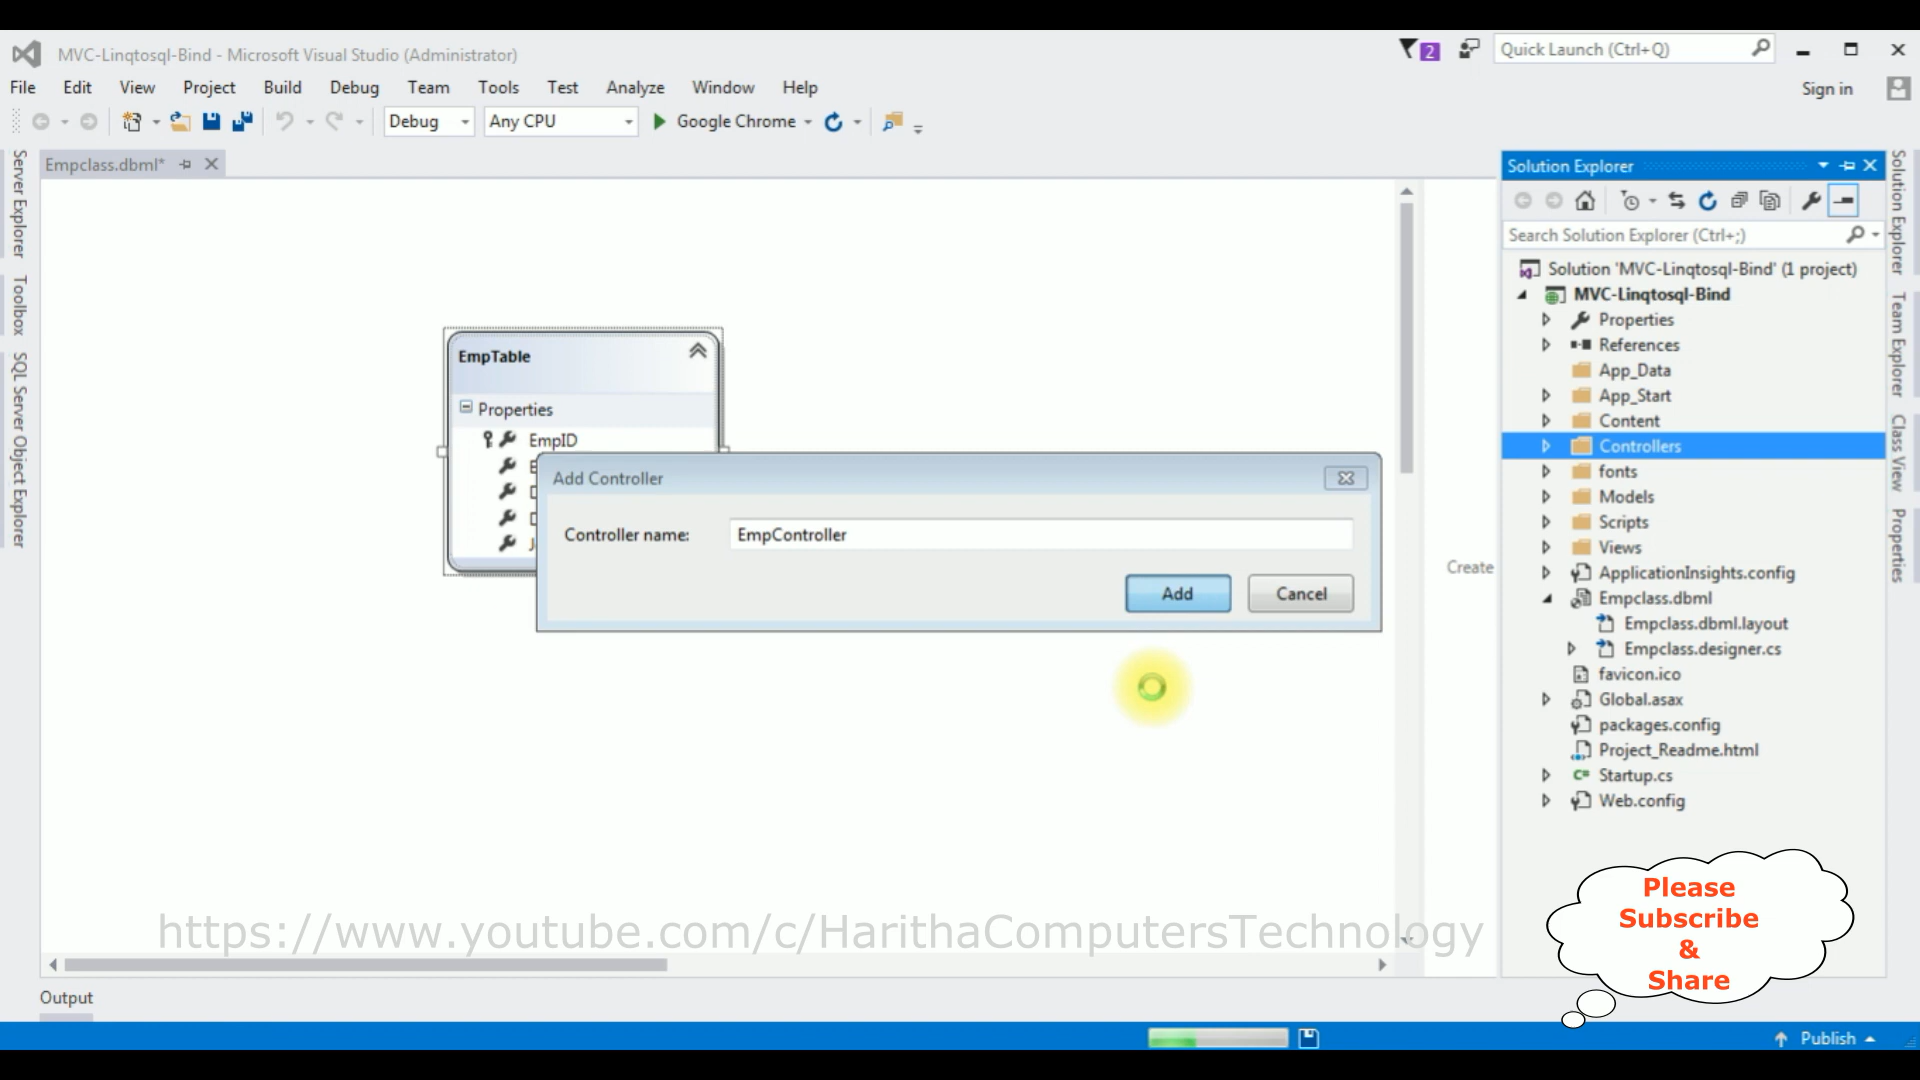 MVC-Linqtosql-Bind - Microsoft Visual Studio (Administrator)
2
Quick Launch (Ctrl+Q)
File Edit View Project Build Debug Team Tools Test Analyze Window Help
Sign in
Debug
Any CPU
Google Chrome
Server Explorer
Toolbox
SQL Server Object Explorer
Empclass.dbml*
EmpTable
Properties
EmpID
Add Controller
Controller name:
EmpController
Add
Cancel
Create
Solution Explorer
Search Solution Explorer (Ctrl+;)
Solution 'MVC-Linqtosql-Bind' (1 project)
MVC-Linqtosql-Bind
Properties
References
App_Data
App_Start
Content
Controllers
fonts
Models
Scripts
Views
ApplicationInsights.config
Empclass.dbml
Empclass.dbml.layout
Empclass.designer.cs
favicon.ico
Global.asax
packages.config
Project_Readme.html
Startup.cs
Web.config
Solution Explorer
Team Explorer
Class View
Properties
Please
Subscribe
&
Share
https://www.youtube.com/c/HarithaComputersTechnology
Output
Publish